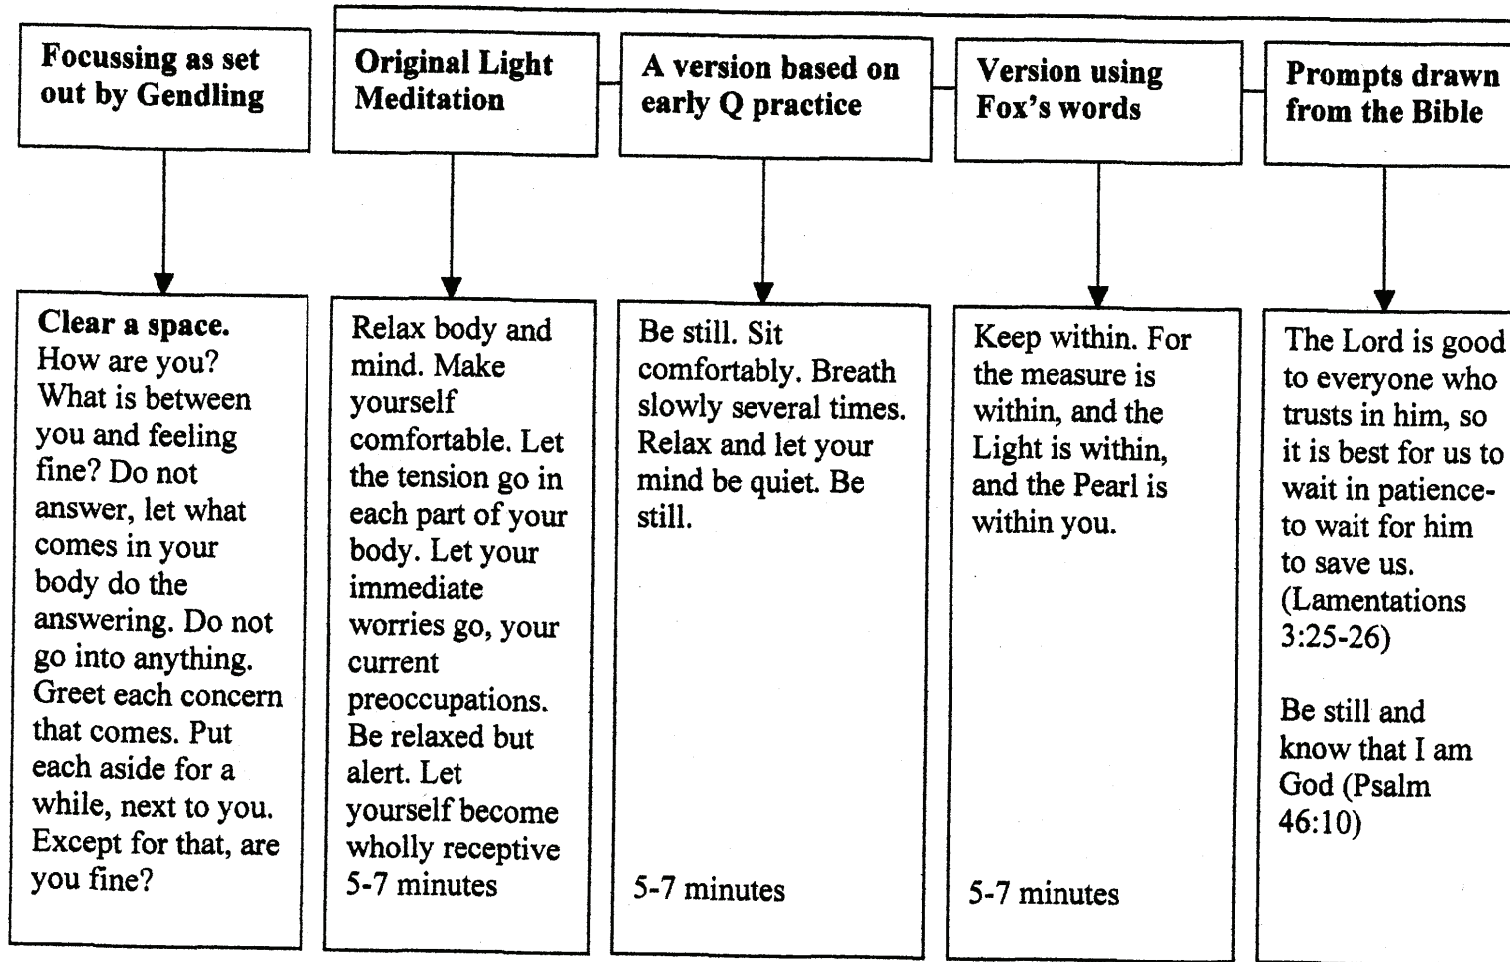 Focussing as set
out by Gendling
Original Light
Meditation
A version based on
early Q practice
Version using
Fox's words
Prompts drawn
from the Bible
Clear a space.
How are you?
What is between
you and feeling
fine? Do not
answer, let what
comes in your
body do the
answering. Do not
go into anything.
Greet each concern
that comes. Put
each aside for a
while, next to you.
Except for that, are
you fine?
Relax body and
mind. Make
yourself
comfortable. Let
the tension go in
each part of your
body. Let your
immediate
worries go, your
current
preoccupations.
Be relaxed but
alert. Let
yourself become
wholly receptive
5-7 minutes
Be still. Sit
comfortably. Breath
slowly several times.
Relax and let your
mind be quiet. Be
still.
5-7 minutes
Keep within. For
the measure is
within, and the
Light is within,
and the Pearl is
within you.
5-7 minutes
The Lord is good
to everyone who
trusts in him, so
it is best for us to
wait in patience-
to wait for him
to save us.
(Lamentations
3:25-26)
Be still and
know that I am
God (Psalm
46:10)